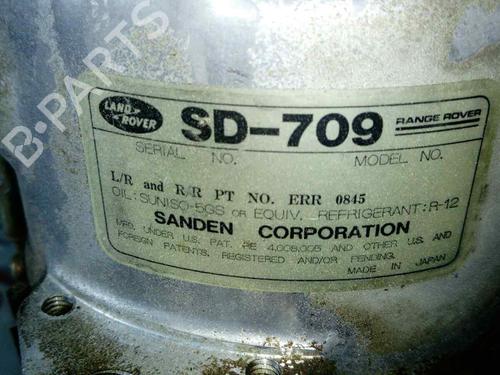 LAND
ROVER
SD-709
RANGE ROVER
SERIAL NO.
MODEL NO.
L/R and R/R PT NO. ERR 0845
OIL: SUNISO-5GS OR EQUIV. REFRIGERANT: R-12
SANDEN CORPORATION
MFD. UNDER U.S. PAT. RE 4,008,005 AND OTHER U.S. AND
FOREIGN PATENTS. REGISTERED AND/OR PENDING.
MADE IN JAPAN
B-PARTS